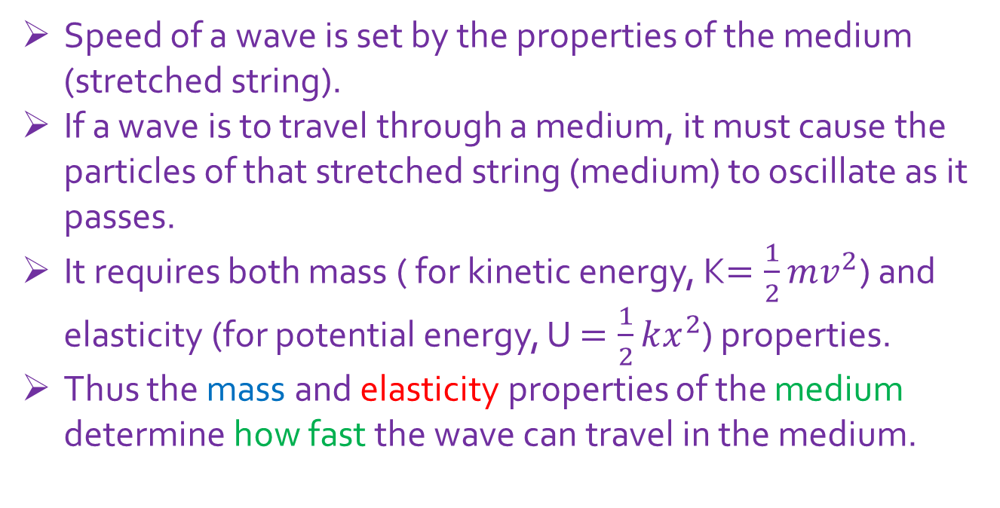 ➢ Speed of a wave is set by the properties of the medium
(stretched string).
➢ If a wave is to travel through a medium, it must cause the
particles of that stretched string (medium) to oscillate as it
passes.
➢ It requires both mass ( for kinetic energy, K= \frac{1}{2}mv^2) and
elasticity (for potential energy, U = \frac{1}{2}kx^2) properties.
➢ Thus the mass and elasticity properties of the medium
determine how fast the wave can travel in the medium.